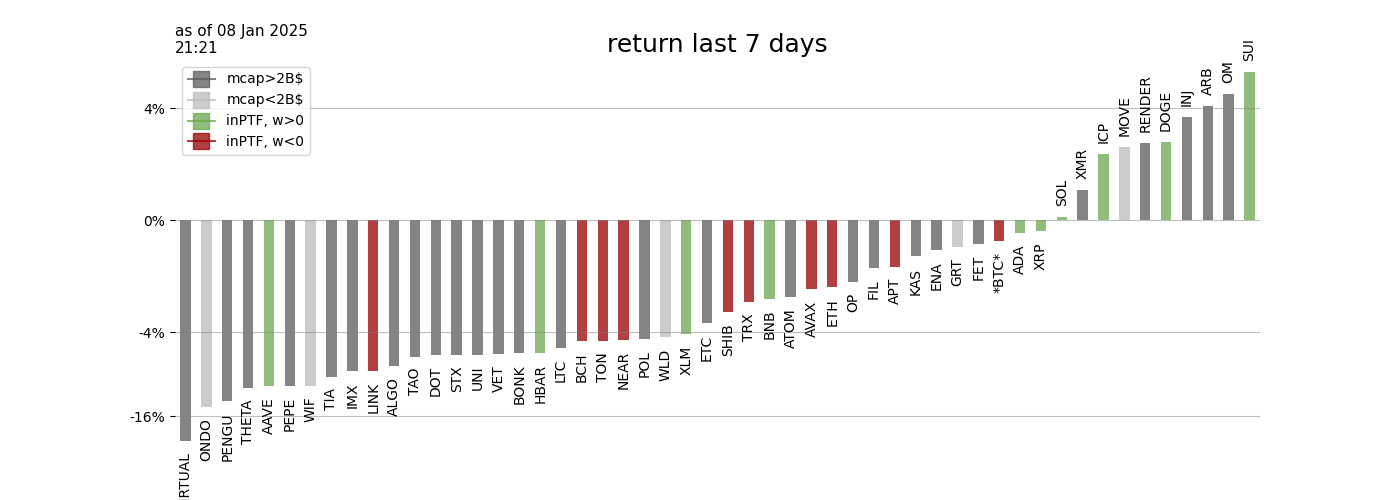 as of 08 Jan 2025
21:21
return last 7 days
mcap>2B$
mcap<2B$
inPTF, w>0
inPTF, w<0
4%
0%
-4%
-16%
RTUAL
ONDO
PENGU
THETA
AAVE
PEPE
WIF
TIA
IMX
LINK
ALGO
TAO
DOT
STX
UNI
VET
BONK
HBAR
LTC
BCH
TON
NEAR
POL
WLD
XLM
ETC
SHIB
TRX
BNB
ATOM
AVAX
ETH
OP
FIL
APT
KAS
ENA
GRT
FET
*BTC*
ADA
XRP
SOL
XMR
ICP
MOVE
RENDER
DOGE
INJ
ARB
OM
SUI